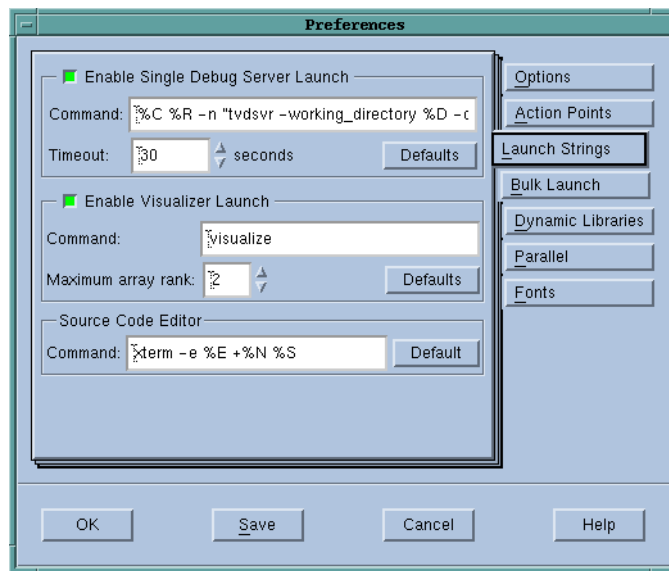 Preferences
Enable Single Debug Server Launch
Command: %C %R -n "tvdsvr -working_directory %D -c
Timeout: 30 seconds Defaults
Enable Visualizer Launch
Command: visualize
Maximum array rank: 2 Defaults
Source Code Editor
Command: xterm -e %E +%N %S Default
Options
Action Points
Launch Strings
Bulk Launch
Dynamic Libraries
Parallel
Fonts
OK Save Cancel Help